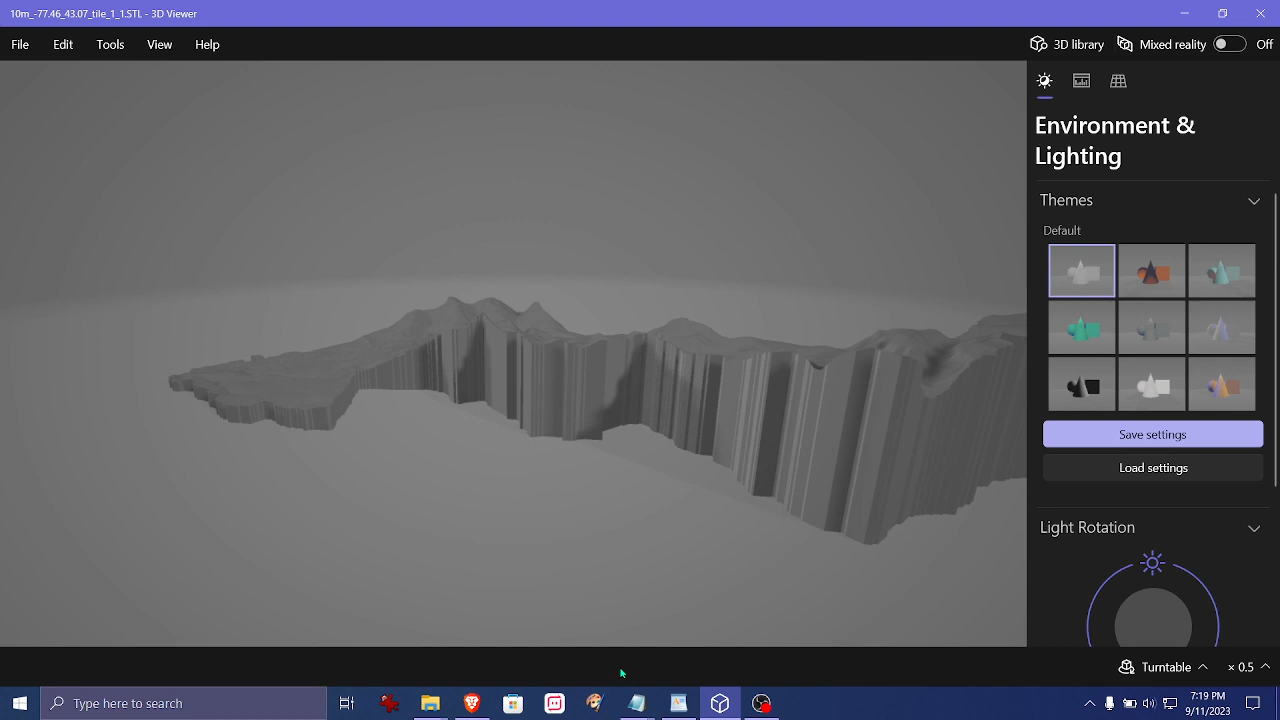 10m_-77.46_43.07_tile_1_1.STL - 3D Viewer
File Edit Tools View Help
3D library Mixed reality Off
Environment &
Lighting
Themes
Default
Save settings
Load settings
Light Rotation
Turntable × 0.5
Type here to search
7:19 PM
9/11/2023